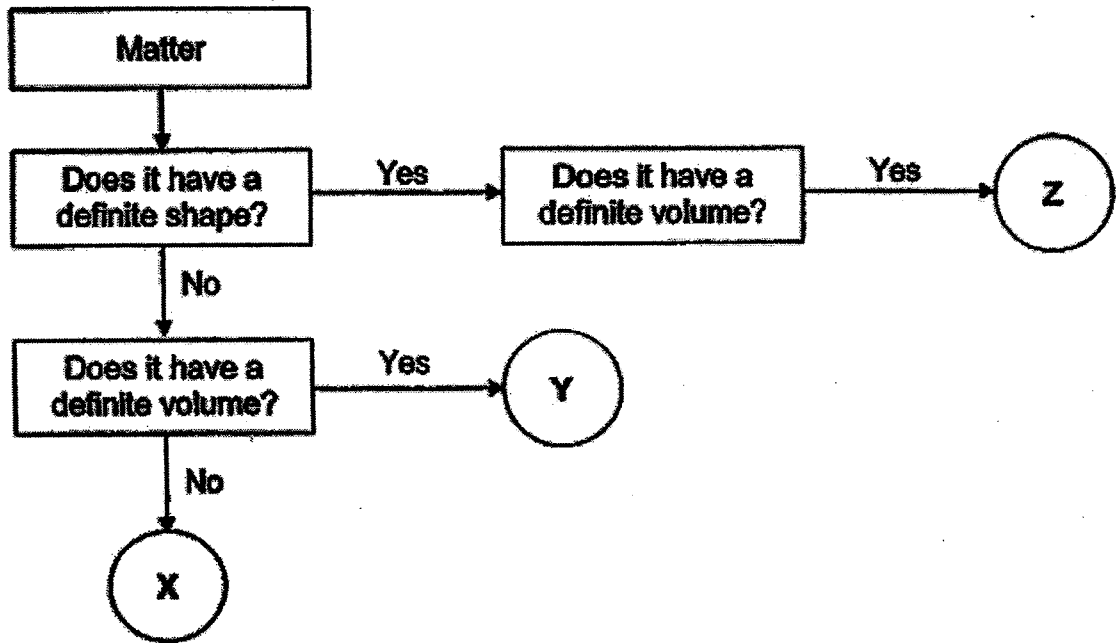 Matter
Does it have a
definite shape?
Yes
Does it have a
definite volume?
Yes
Z
No
Does it have a
definite volume?
Yes
Y
No
X